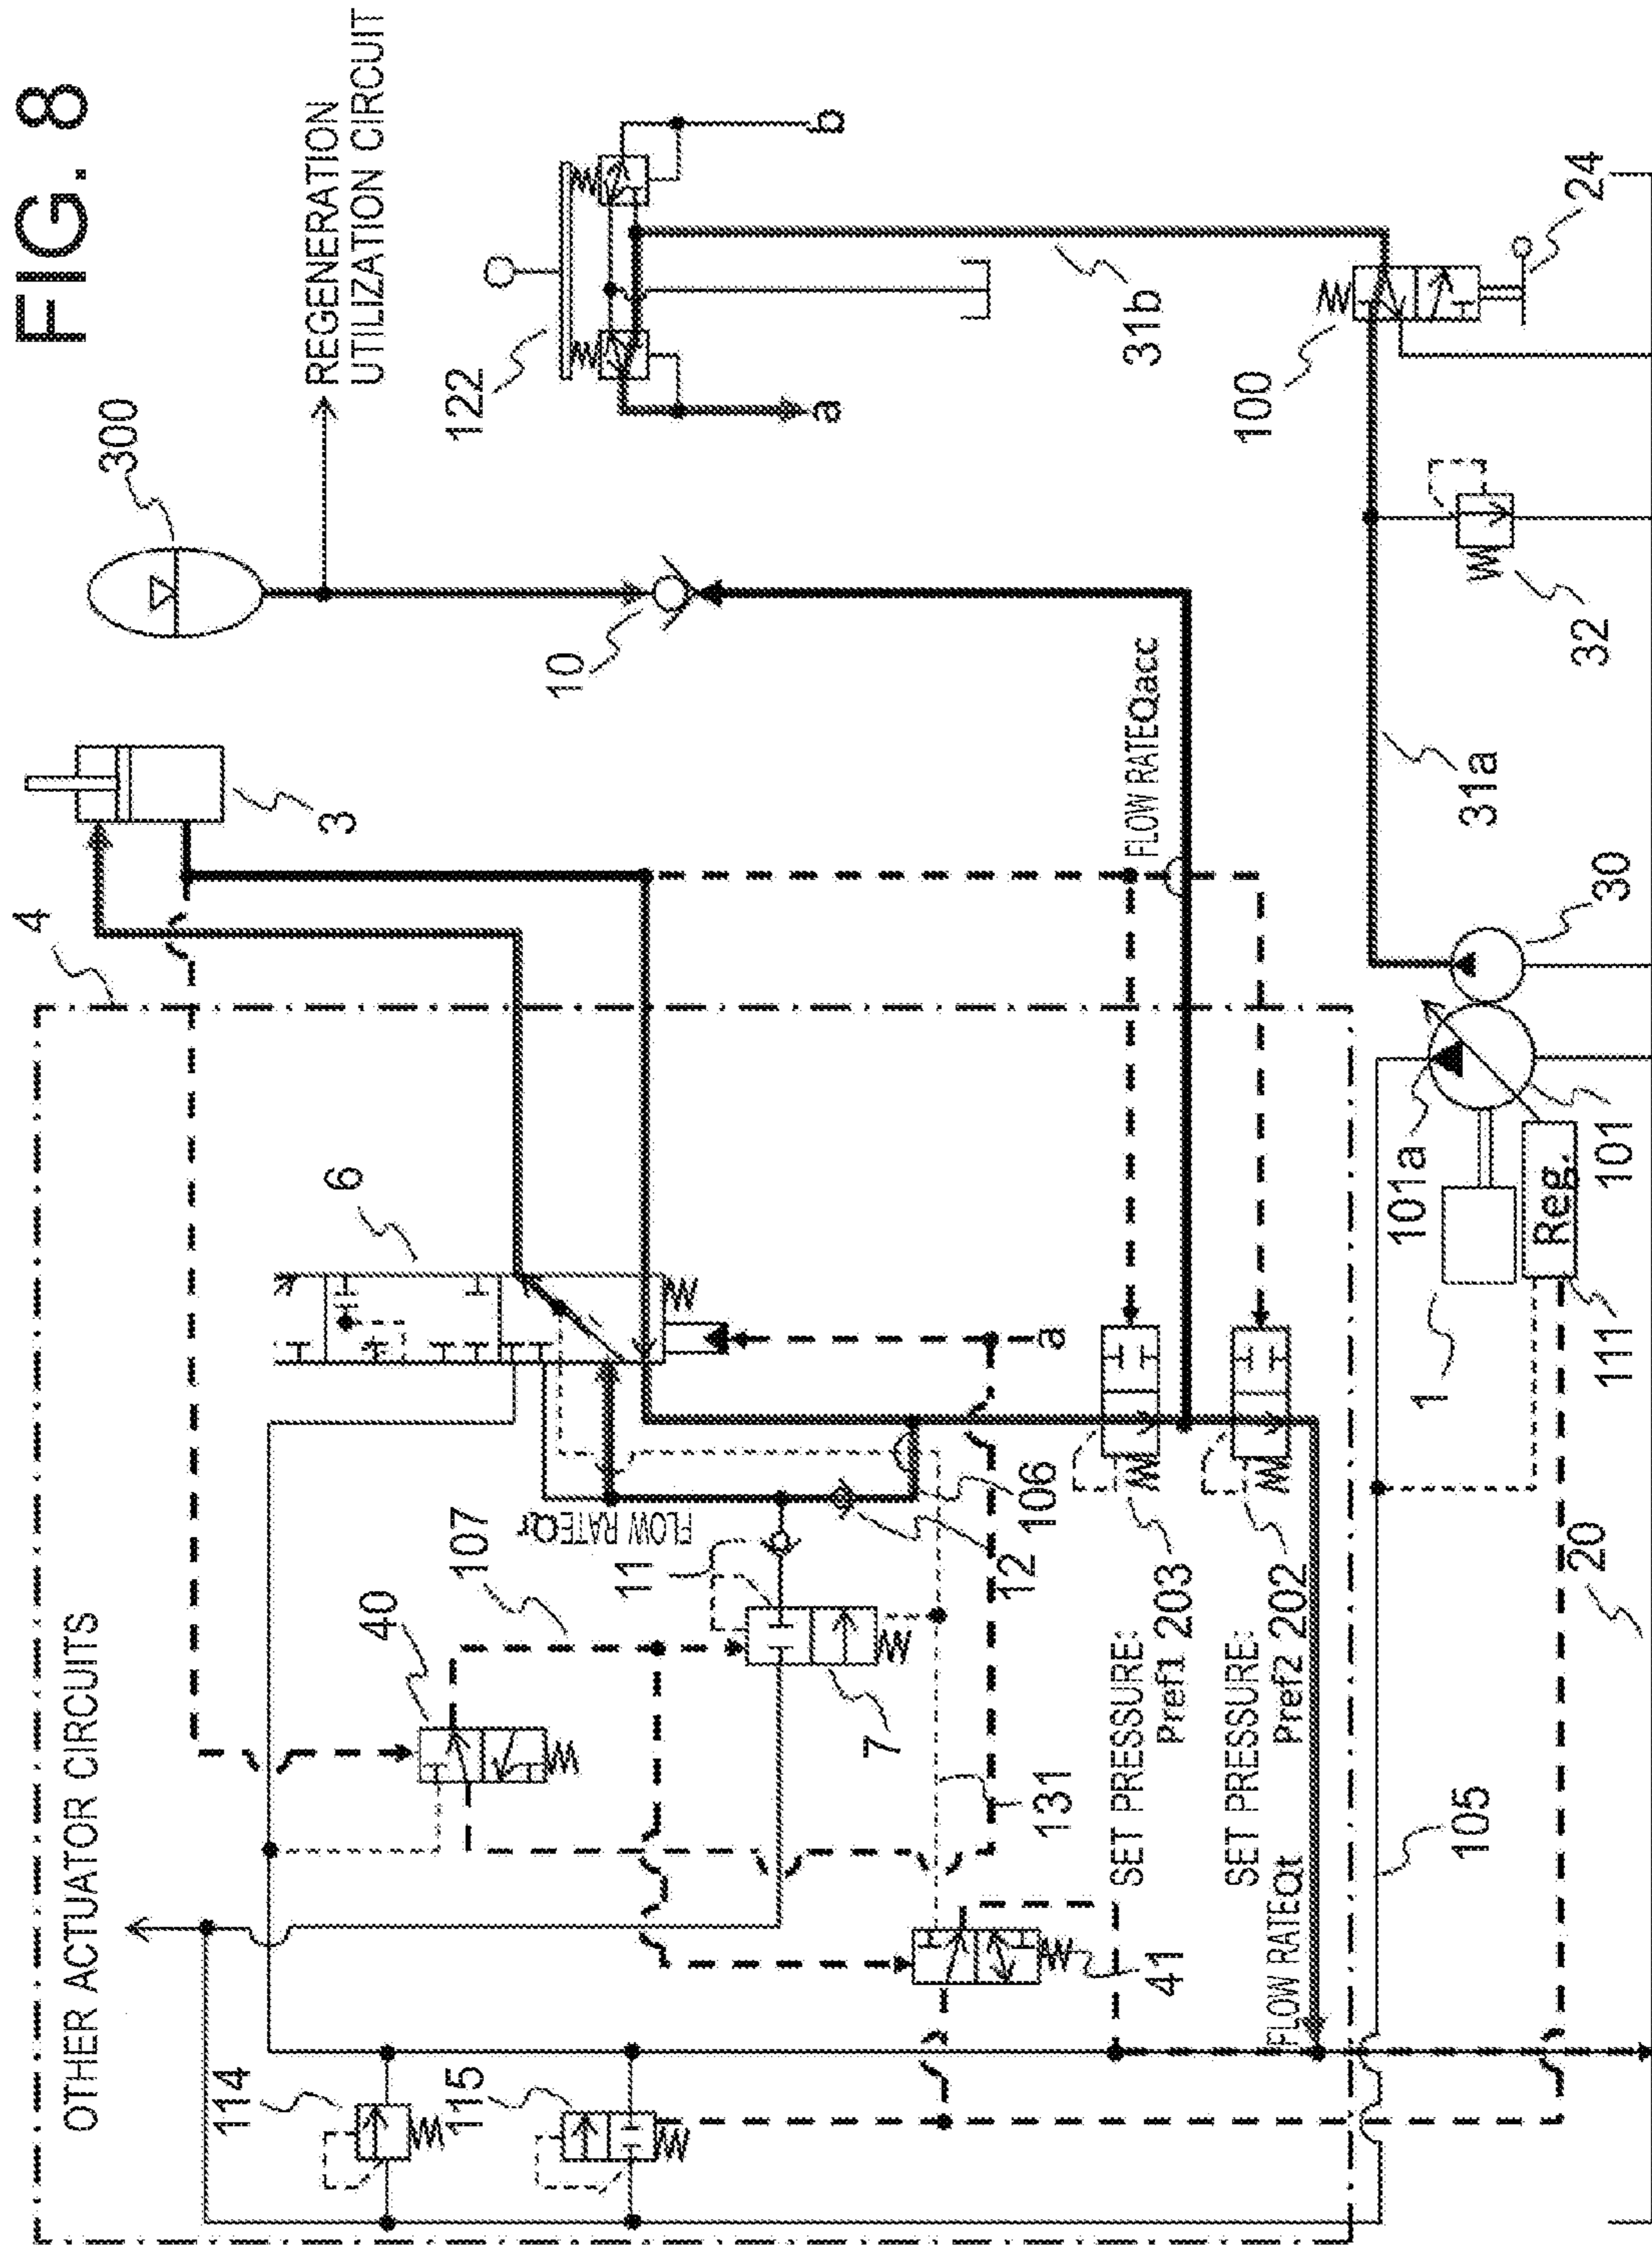 FIG. 8
REGENERATION
UTILIZATION CIRCUIT
300
122
b
a
10
31b
100
24
32
31a
30
3
4
FLOW RATEQacc
6
a
101a
101
1
Reg.
111
20
OTHER ACTUATOR CIRCUITS
40
107
FLOW RATEQr
11
12
106
7
131
41
SET PRESSURE:
Pref1
203
SET PRESSURE:
Pref2
202
FLOW RATEQt
105
114
115